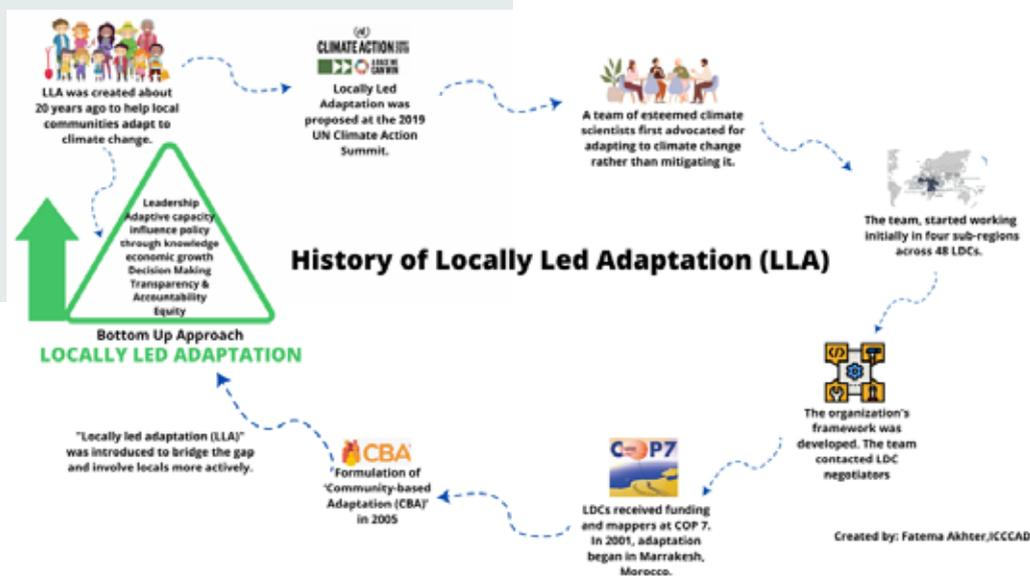 LLA was created about
20 years ago to help local
communities adapt to
climate change.
CLIMATE ACTION
A RACE WE
CAN WIN
Locally Led
Adaptation was
proposed at the 2019
UN Climate Action
Summit.
A team of esteemed climate
scientists first advocated for
adapting to climate change
rather than mitigating it.
The team, started working
initially in four sub-regions
across 48 LDCs.
History of Locally Led Adaptation (LLA)
Leadership
Adaptive capacity
influence policy
through knowledge
economic growth
Decision Making
Transparency &
Accountability
Equity
Bottom Up Approach
LOCALLY LED ADAPTATION
The organization's
framework was
developed. The team
contacted LDC
negotiators
COP7
LDCs received funding
and mappers at COP 7.
In 2001, adaptation
began in Marrakesh,
Morocco.
CBA
Formulation of
'Community-based
Adaptation (CBA)'
in 2005
"Locally led adaptation (LLA)"
was introduced to bridge the gap
and involve locals more actively.
Created by: Fatema Akhter,ICCCAD